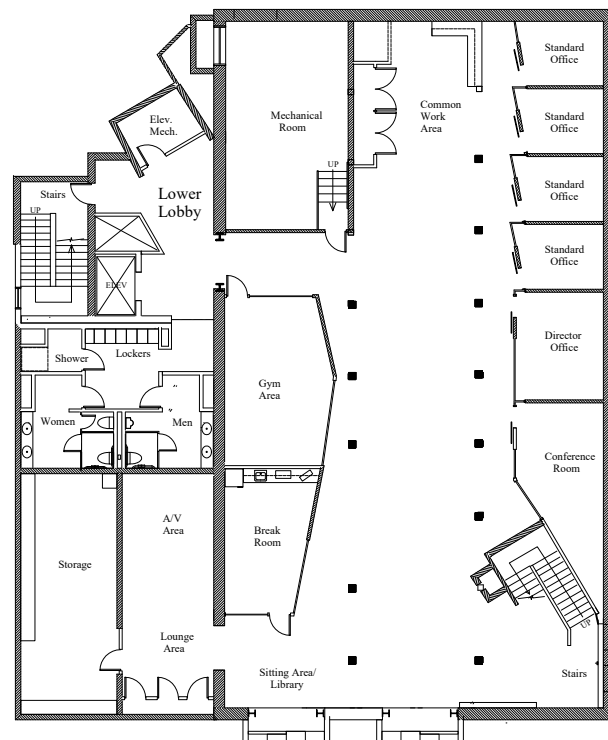 Standard
Office
Elev.
Mech.
Mechanical
Room
Common
Work
Area
Standard
Office
UP
Lower
Lobby
Stairs
UP
Standard
Office
Standard
Office
ELEV
Director
Office
Shower
Lockers
Gym
Area
Women
Men
Conference
Room
A/V
Area
Break
Room
Storage
UP
Lounge
Area
Sitting Area/
Library
Stairs